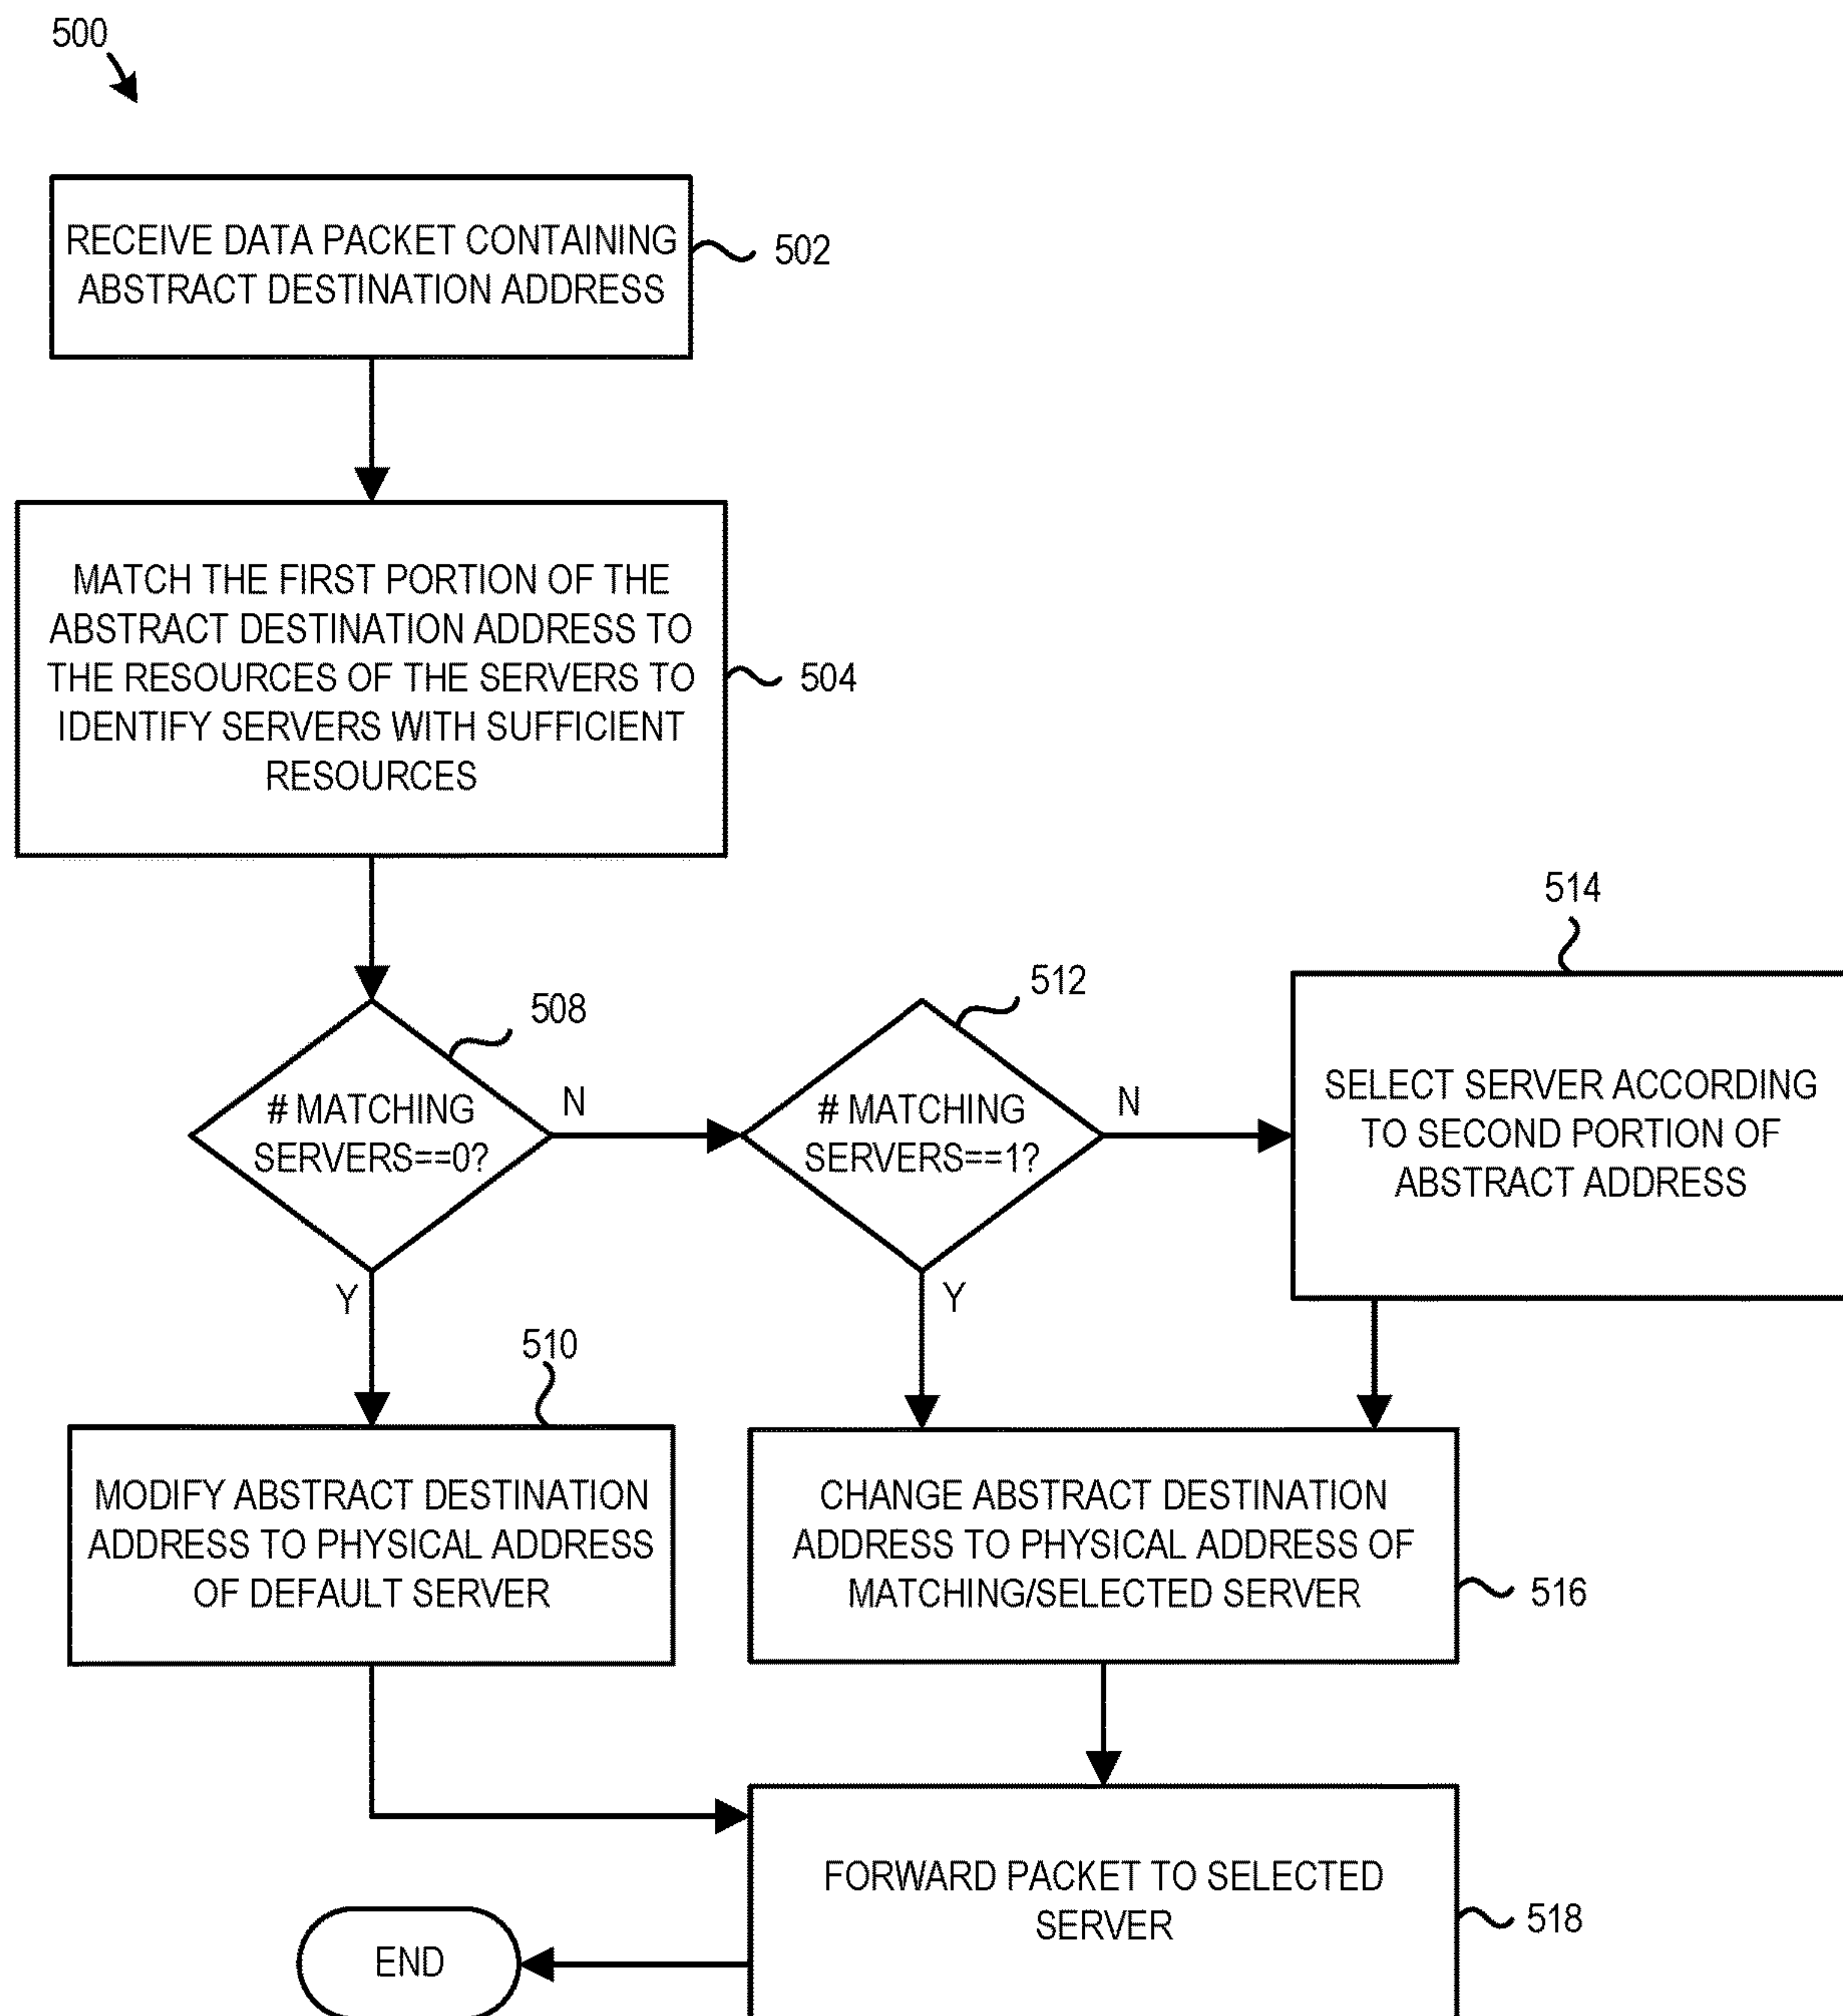 500
RECEIVE DATA PACKET CONTAINING
ABSTRACT DESTINATION ADDRESS
502
MATCH THE FIRST PORTION OF THE
ABSTRACT DESTINATION ADDRESS TO
THE RESOURCES OF THE SERVERS TO
IDENTIFY SERVERS WITH SUFFICIENT
RESOURCES
504
508
# MATCHING
SERVERS==0?
N
Y
512
# MATCHING
SERVERS==1?
N
Y
514
SELECT SERVER ACCORDING
TO SECOND PORTION OF
ABSTRACT ADDRESS
510
MODIFY ABSTRACT DESTINATION
ADDRESS TO PHYSICAL ADDRESS
OF DEFAULT SERVER
CHANGE ABSTRACT DESTINATION
ADDRESS TO PHYSICAL ADDRESS OF
MATCHING/SELECTED SERVER
516
FORWARD PACKET TO SELECTED
SERVER
518
END